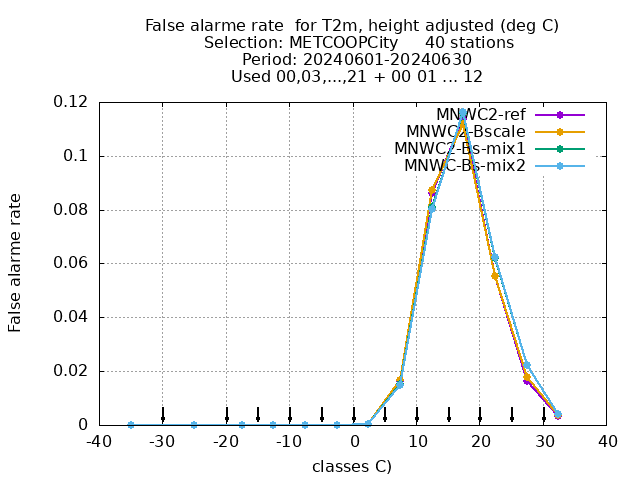 False alarme rate  for T2m, height adjusted (deg C)
Selection: METCOOPCity     40 stations
Period: 20240601-20240630
Used 00,03,...,21 + 00 01 ... 12
MNWC2-ref
MNWC2-Bscale
MNWC2-Bs-mix1
MNWC-Bs-mix2
0.12
0.1
0.08
0.06
0.04
0.02
0
False alarme rate
-40 -30 -20 -10 0 10 20 30 40
classes C)